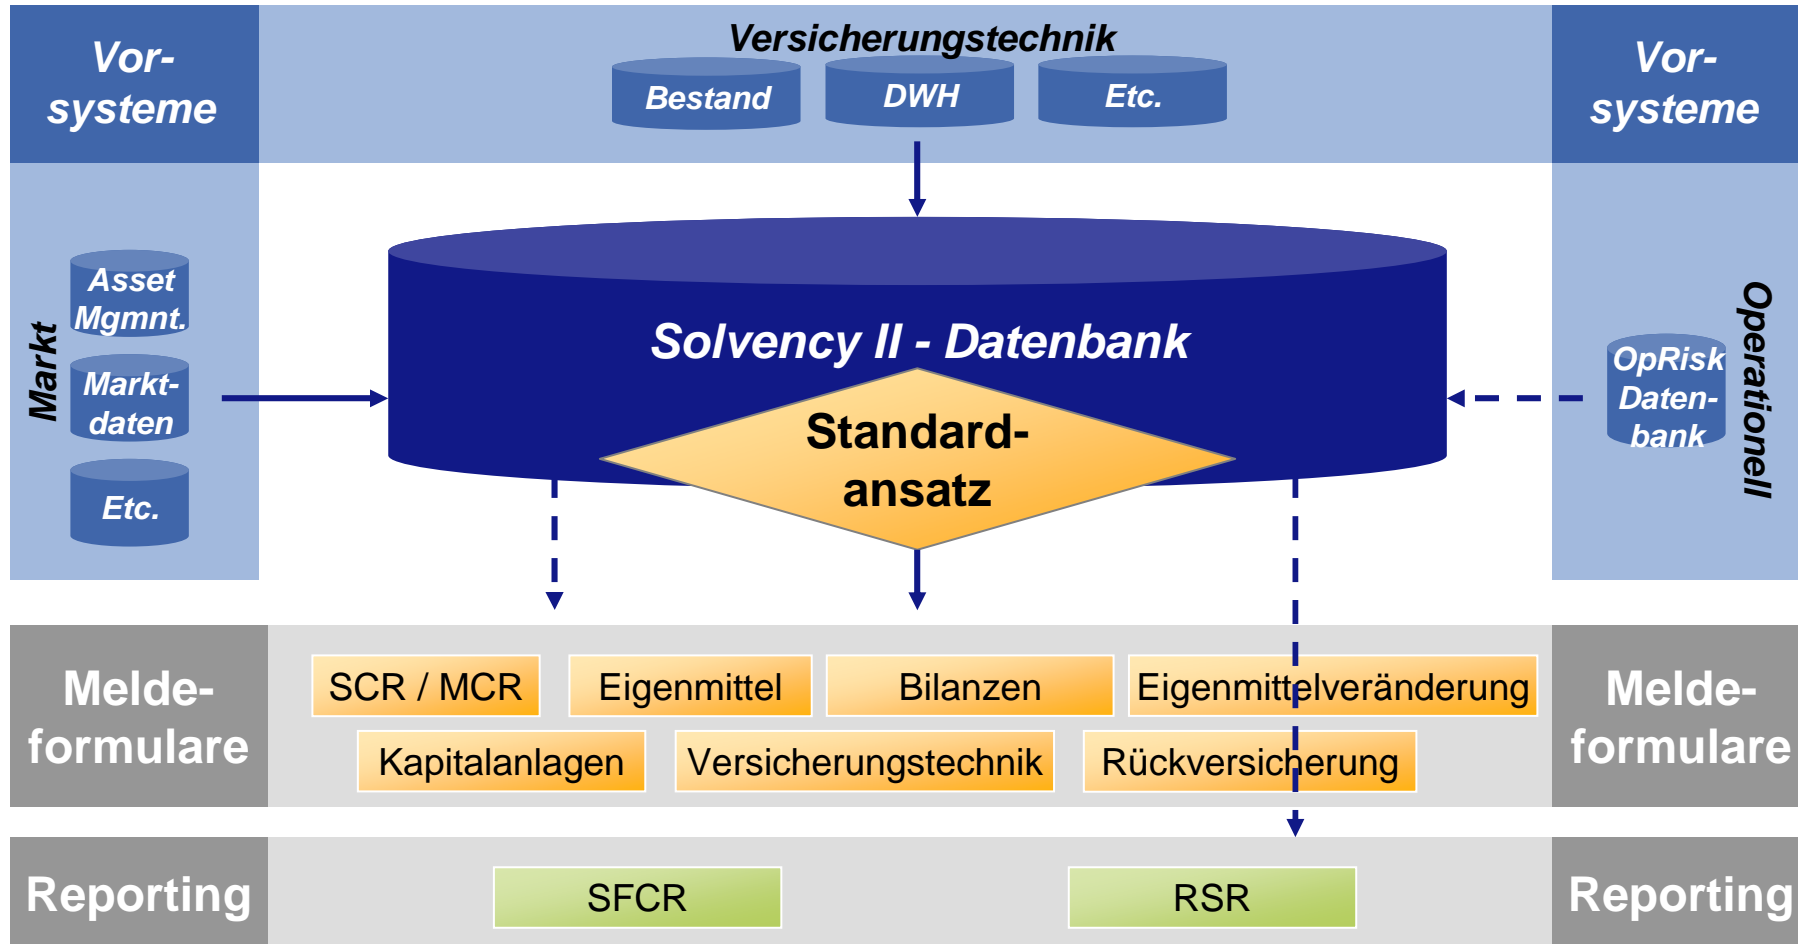 Vor-
systeme
Versicherungstechnik
Bestand
DWH
Etc.
Vor-
systeme
Markt
Asset
Mgmnt.
Markt-
daten
Etc.
Solvency II - Datenbank
Standard-
ansatz
OpRisk
Daten-
bank
Operationell
Melde-
formulare
SCR / MCR
Eigenmittel
Bilanzen
Eigenmittelveränderung
Kapitalanlagen
Versicherungstechnik
Rückversicherung
Melde-
formulare
Reporting
SFCR
RSR
Reporting